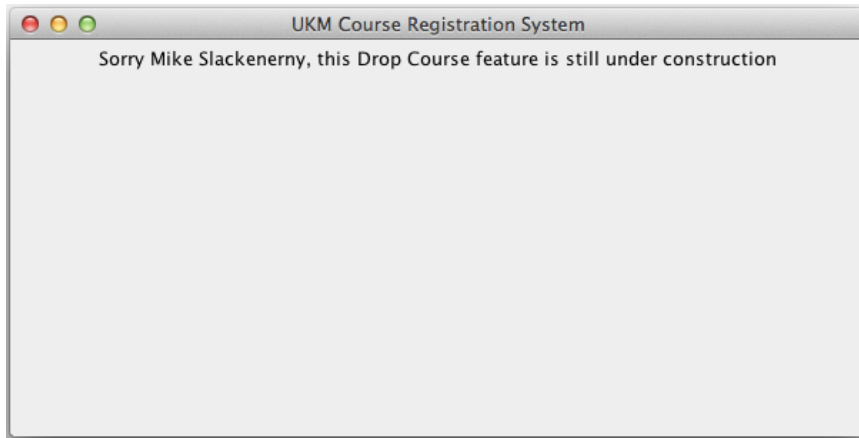 UKM Course Registration System
Sorry Mike Slackenerny, this Drop Course feature is still under construction